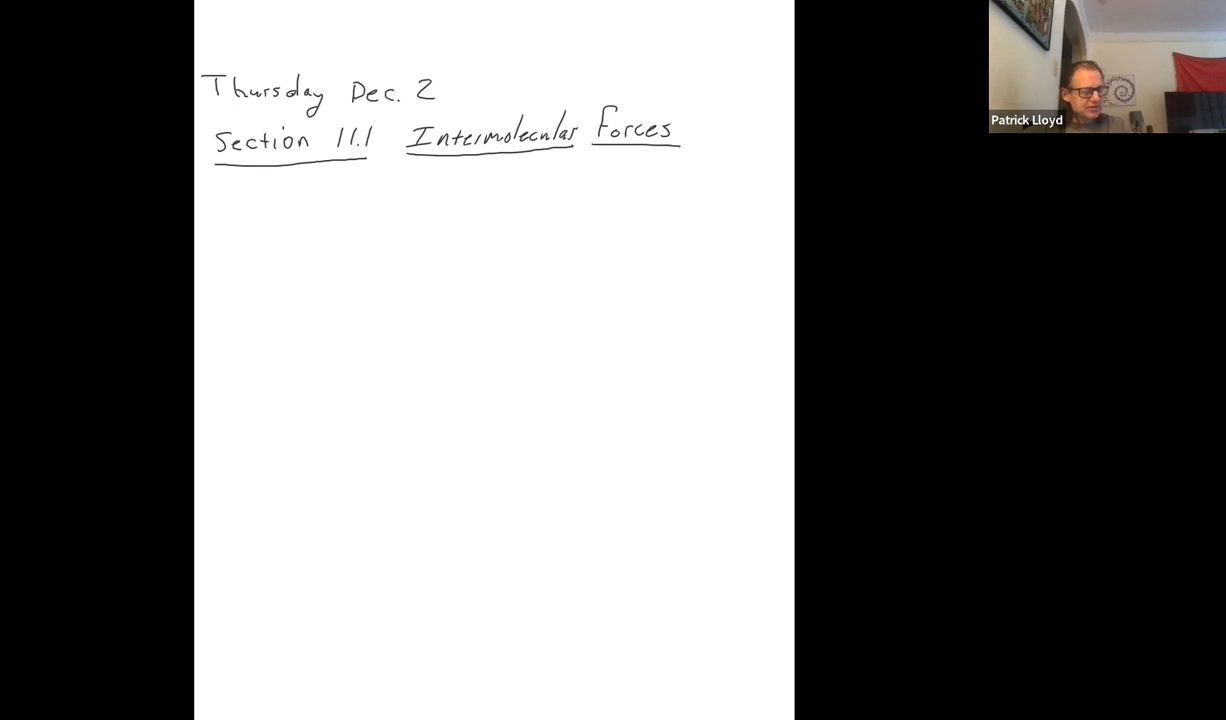 Thursday Dec. 2
Section 11.1 Intermolecular Forces
Patrick Lloyd